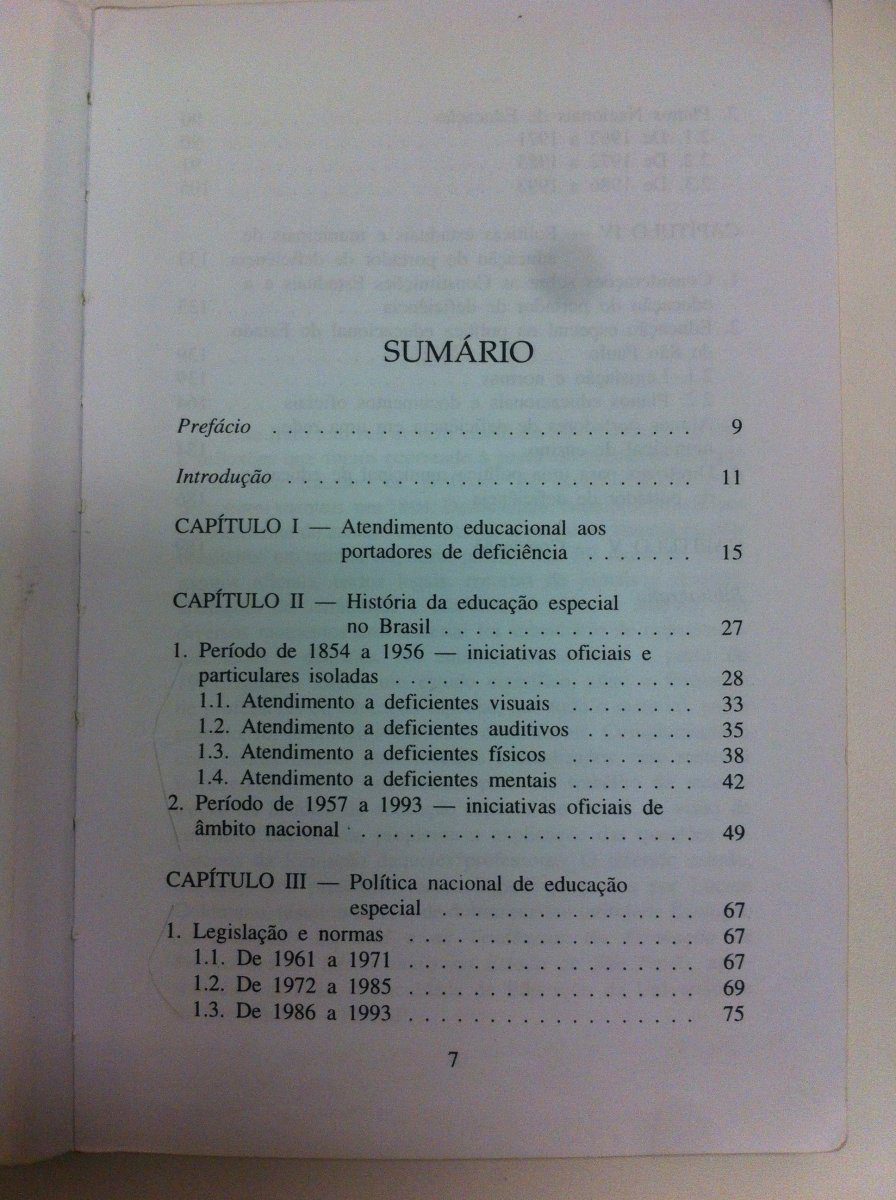 SUMÁRIO
Prefácio . . . . . . . . . . . . . . . . . . . . . . . . . . . 9
Introdução . . . . . . . . . . . . . . . . . . . . . . . . . . 11
CAPÍTULO I — Atendimento educacional aos
portadores de deficiência . . . . . . . 15
CAPÍTULO II — História da educação especial
no Brasil . . . . . . . . . . . . . . . . 27
1. Período de 1854 a 1956 — iniciativas oficiais e
particulares isoladas . . . . . . . . . . . . . . . . . . . 28
1.1. Atendimento a deficientes visuais . . . . . . . . 33
1.2. Atendimento a deficientes auditivos . . . . . . . 35
1.3. Atendimento a deficientes físicos . . . . . . . . 38
1.4. Atendimento a deficientes mentais . . . . . . . . 42
2. Período de 1957 a 1993 — iniciativas oficiais de
âmbito nacional . . . . . . . . . . . . . . . . . . . . . . 49
CAPÍTULO III — Política nacional de educação
especial . . . . . . . . . . . . . . . . 67
1. Legislação e normas . . . . . . . . . . . . . . . . . . 67
1.1. De 1961 a 1971 . . . . . . . . . . . . . . . . . . 67
1.2. De 1972 a 1985 . . . . . . . . . . . . . . . . . . 69
1.3. De 1986 a 1993 . . . . . . . . . . . . . . . . . . 75
7